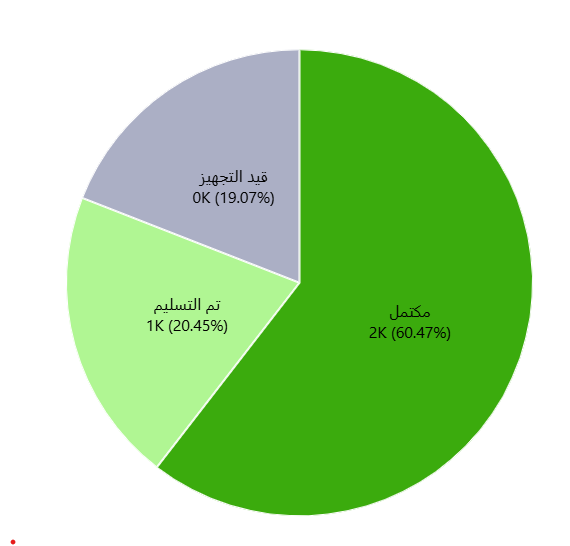 قيد التجهيز
0K (19.07%)
تم التسليم
1K (20.45%)
مكتمل
2K (60.47%)